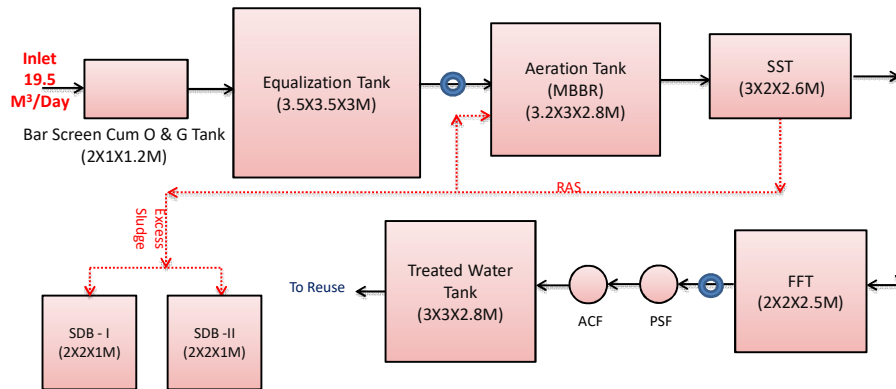 Inlet
19.5
M³/Day
Bar Screen Cum O & G Tank
(2X1X1.2M)
Equalization Tank
(3.5X3.5X3M)
Aeration Tank
(MBBR)
(3.2X3X2.8M)
SST
(3X2X2.6M)
RAS
Excess
Sludge
SDB - I
(2X2X1M)
SDB -II
(2X2X1M)
To Reuse
Treated Water
Tank
(3X3X2.8M)
ACF
PSF
FFT
(2X2X2.5M)